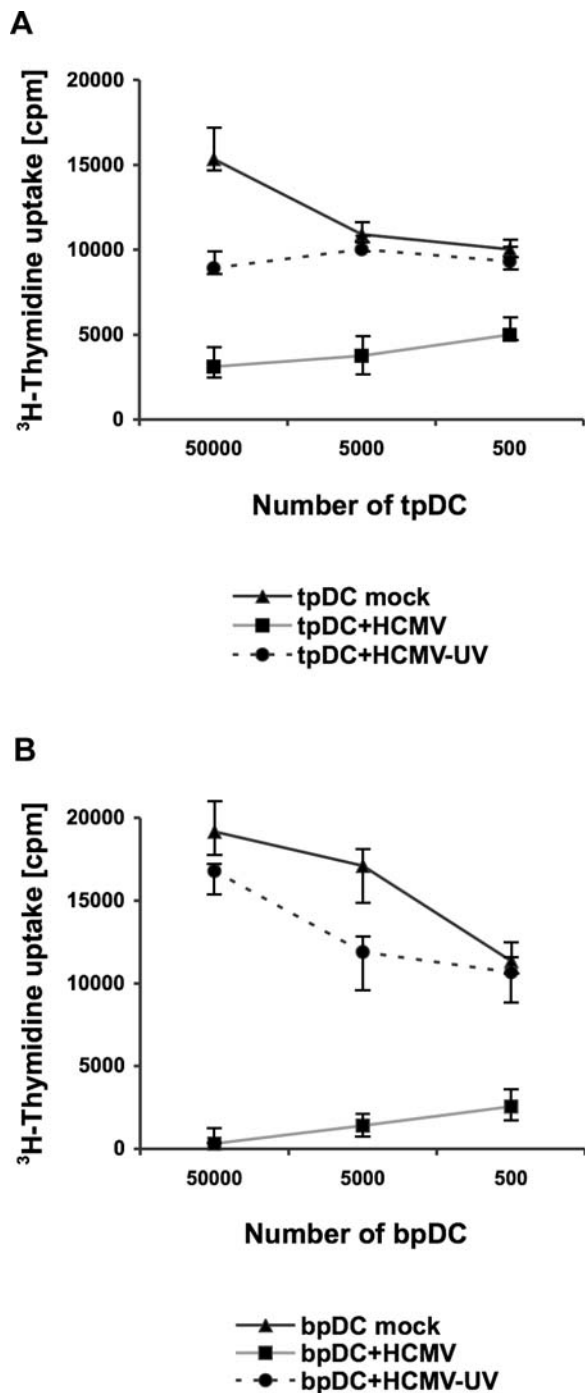 A
³H-Thymidine uptake [cpm]
20000
15000
10000
5000
0
50000 5000 500
Number of tpDC
tpDC mock
tpDC+HCMV
tpDC+HCMV-UV
B
³H-Thymidine uptake [cpm]
20000
15000
10000
5000
0
50000 5000 500
Number of bpDC
bpDC mock
bpDC+HCMV
bpDC+HCMV-UV